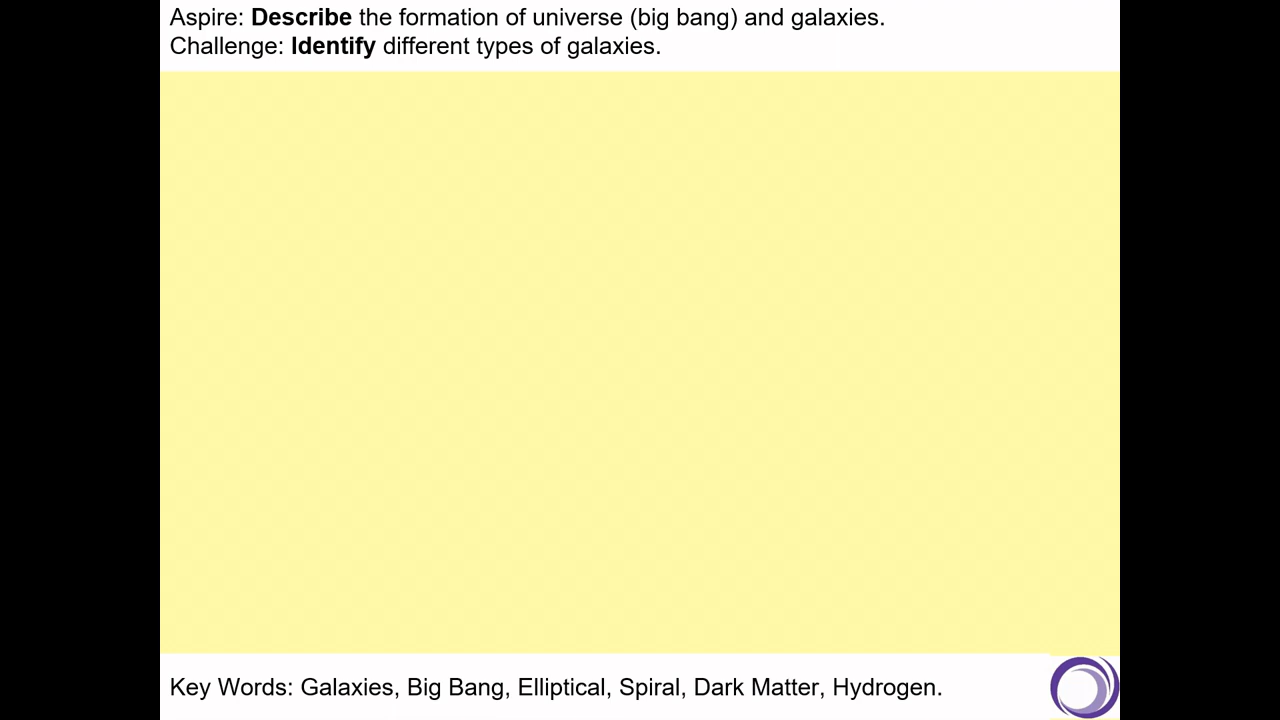 Aspire: Describe the formation of universe (big bang) and galaxies.
Challenge: Identify different types of galaxies.
Key Words: Galaxies, Big Bang, Elliptical, Spiral, Dark Matter, Hydrogen.